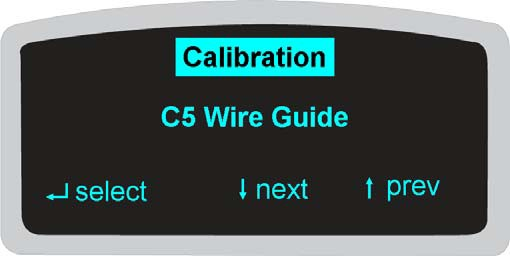 Calibration
C5 Wire Guide
↵ select ↓ next ↑ prev